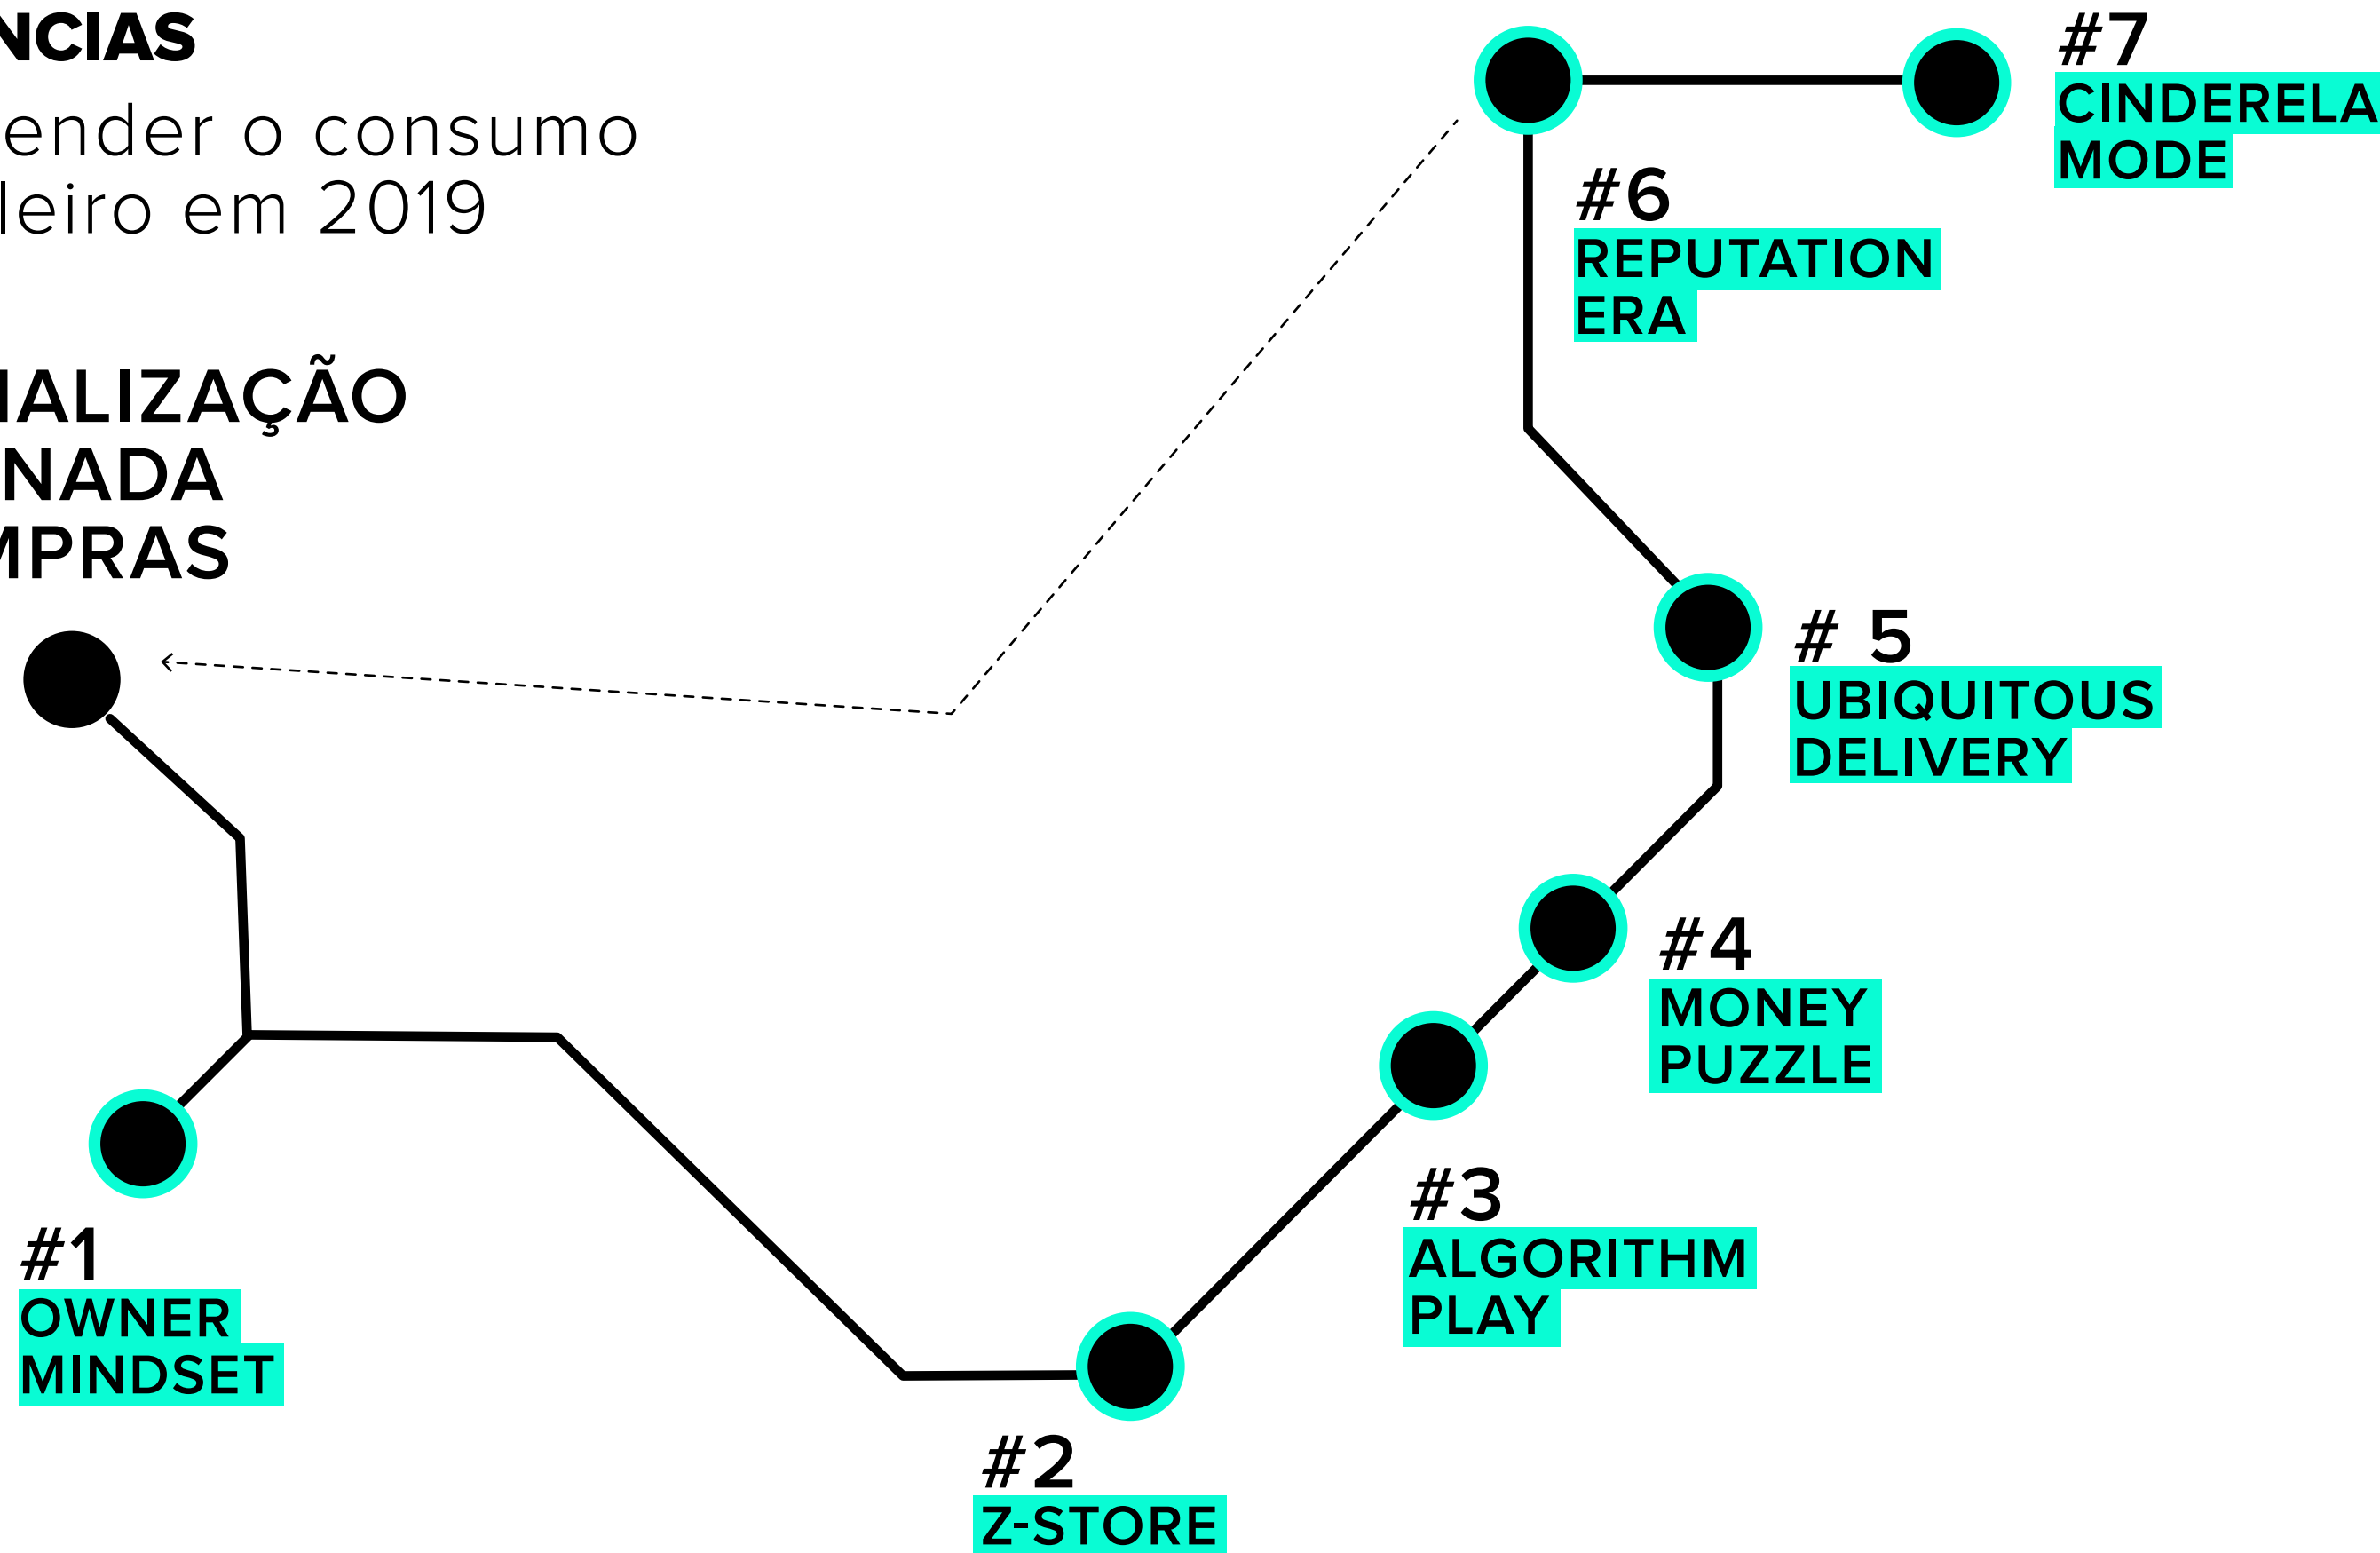 NCIAS
ender o consumo
leiro em 2019
IALIZAÇÃO
NADA
MPRAS
#7
CINDERELA
MODE
#6
REPUTATION
ERA
# 5
UBIQUITOUS
DELIVERY
#4
MONEY
PUZZLE
#3
ALGORITHM
PLAY
#1
OWNER
MINDSET
#2
Z-STORE